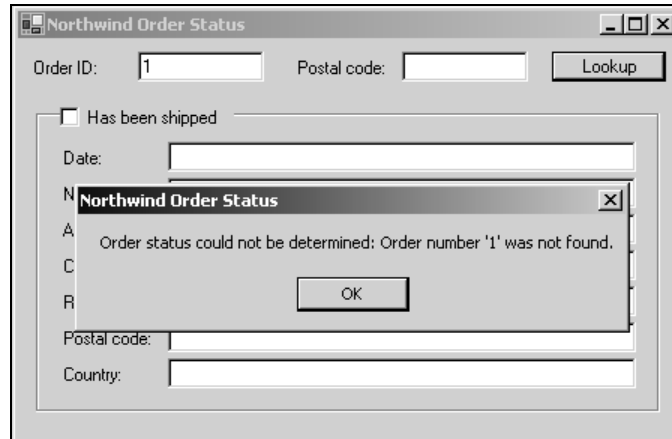 Northwind Order Status
Order ID: 1 Postal code: Lookup
Has been shipped
Date:
N
Northwind Order Status
A
Order status could not be determined: Order number '1' was not found.
C
OK
R
Postal code:
Country: